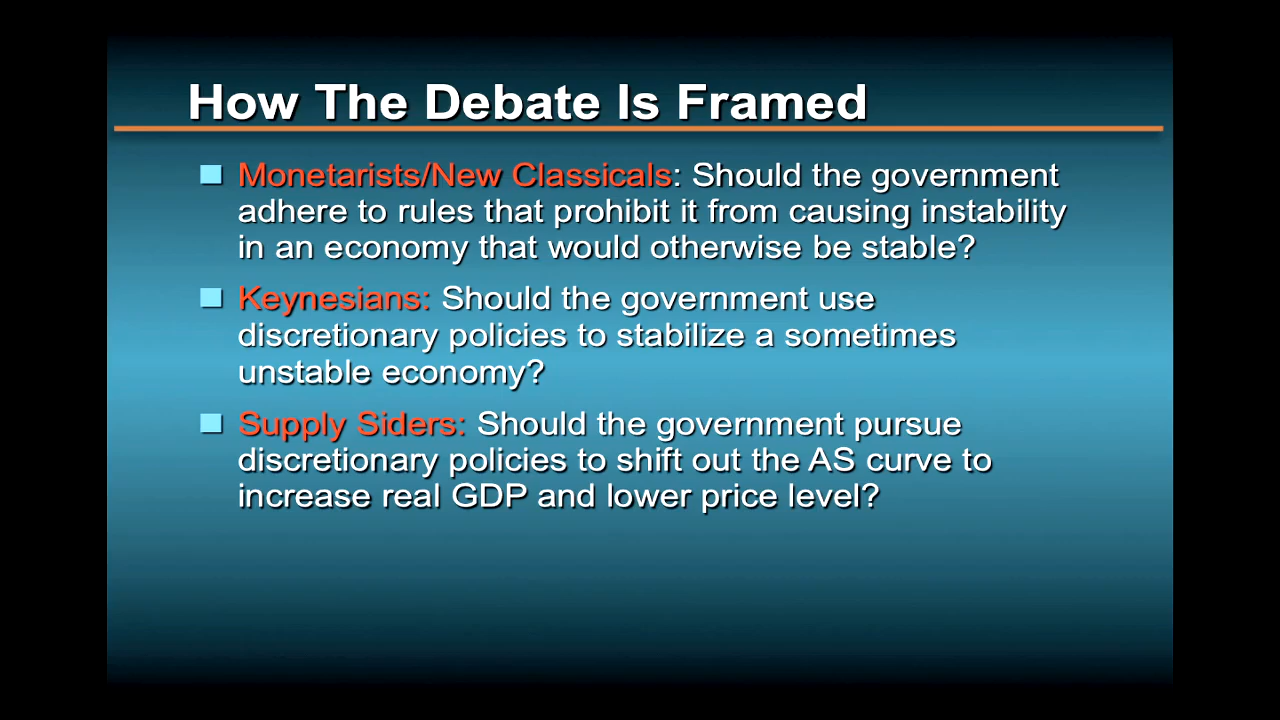 How The Debate Is Framed
Monetarists/New Classicals: Should the government
adhere to rules that prohibit it from causing instability
in an economy that would otherwise be stable?
Keynesians: Should the government use
discretionary policies to stabilize a sometimes
unstable economy?
Supply Siders: Should the government pursue
discretionary policies to shift out the AS curve to
increase real GDP and lower price level?